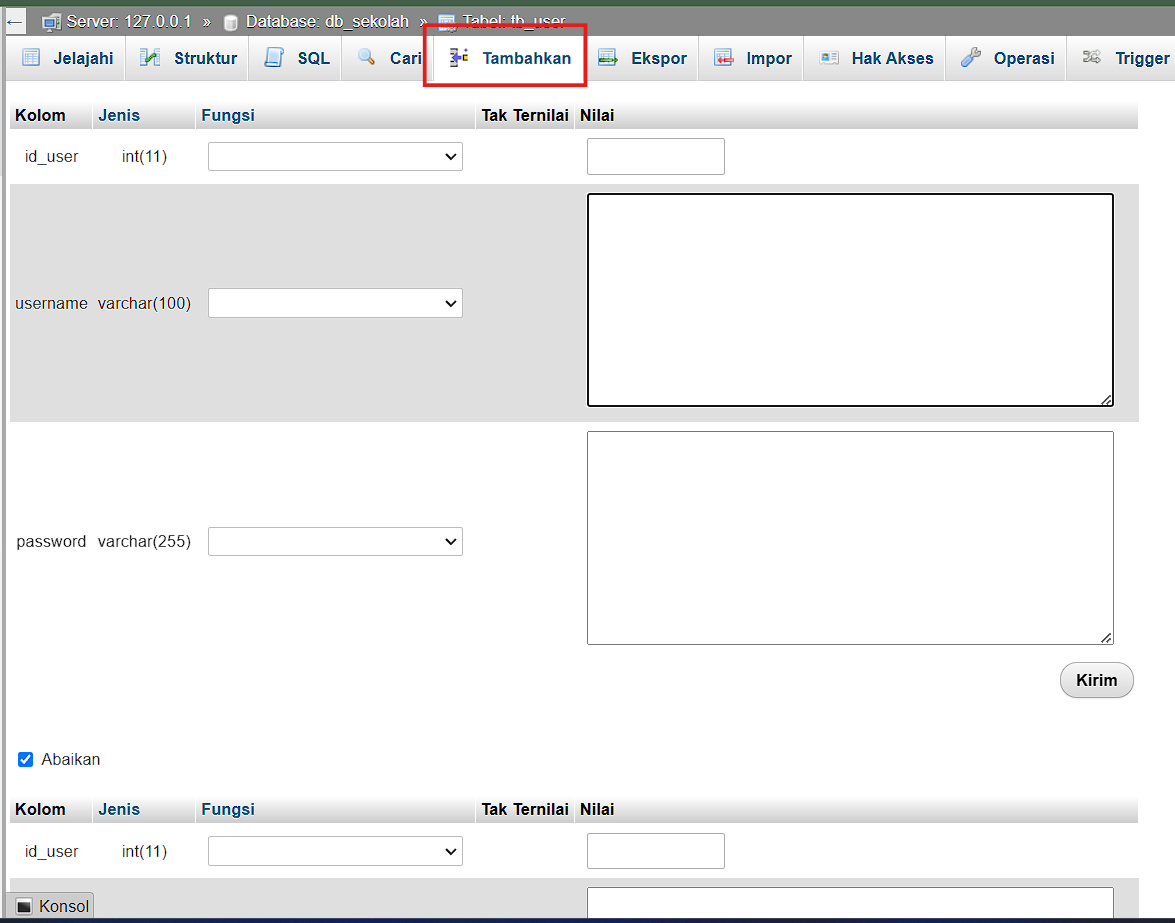 Server: 127.0.0.1 » Database: db_sekolah » Tabel: tb_user
Jelajahi Struktur SQL Cari Tambahkan Ekspor Impor Hak Akses Operasi Trigger
Kolom Jenis Fungsi Tak Ternilai Nilai
id_user int(11)
username varchar(100)
password varchar(255)
Kirim
Abaikan
Kolom Jenis Fungsi Tak Ternilai Nilai
id_user int(11)
Konsol